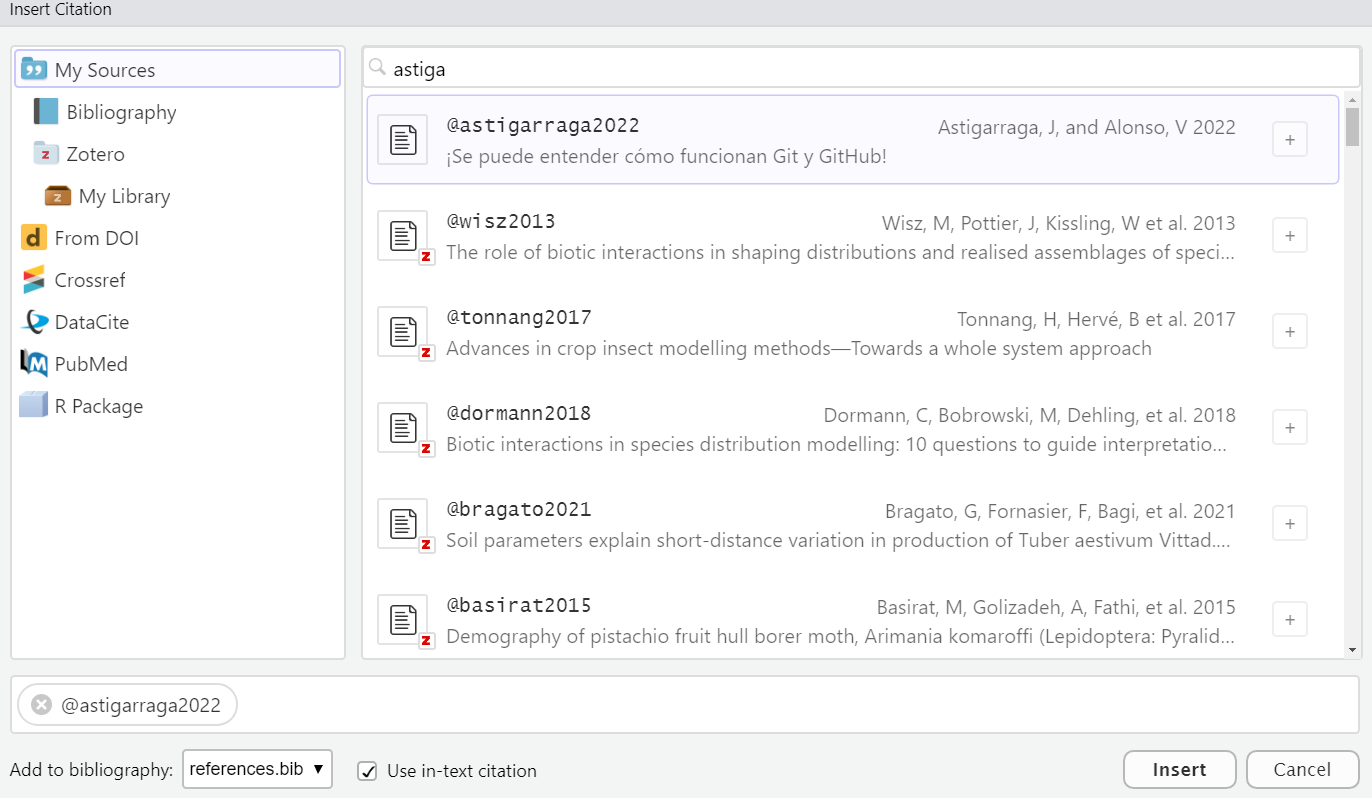 Insert Citation
My Sources
Bibliography
Zotero
My Library
From DOI
Crossref
DataCite
PubMed
R Package
astiga
@astigarraga2022
Astigarraga, J, and Alonso, V 2022
¡Se puede entender cómo funcionan Git y GitHub!
@wisz2013
Wisz, M, Pottier, J, Kissling, W et al. 2013
The role of biotic interactions in shaping distributions and realised assemblages of speci...
@tonnang2017
Tonnang, H, Hervé, B et al. 2017
Advances in crop insect modelling methods—Towards a whole system approach
@dormann2018
Dormann, C, Bobrowski, M, Dehling, et al. 2018
Biotic interactions in species distribution modelling: 10 questions to guide interpretatio...
@bragato2021
Bragato, G, Fornasier, F, Bagi, et al. 2021
Soil parameters explain short-distance variation in production of Tuber aestivum Vittad....
@basirat2015
Basirat, M, Golizadeh, A, Fathi, et al. 2015
Demography of pistachio fruit hull borer moth, Arimania komaroffi (Lepidoptera: Pyralid...
@astigarraga2022
Add to bibliography: references.bib
Use in-text citation
Insert
Cancel